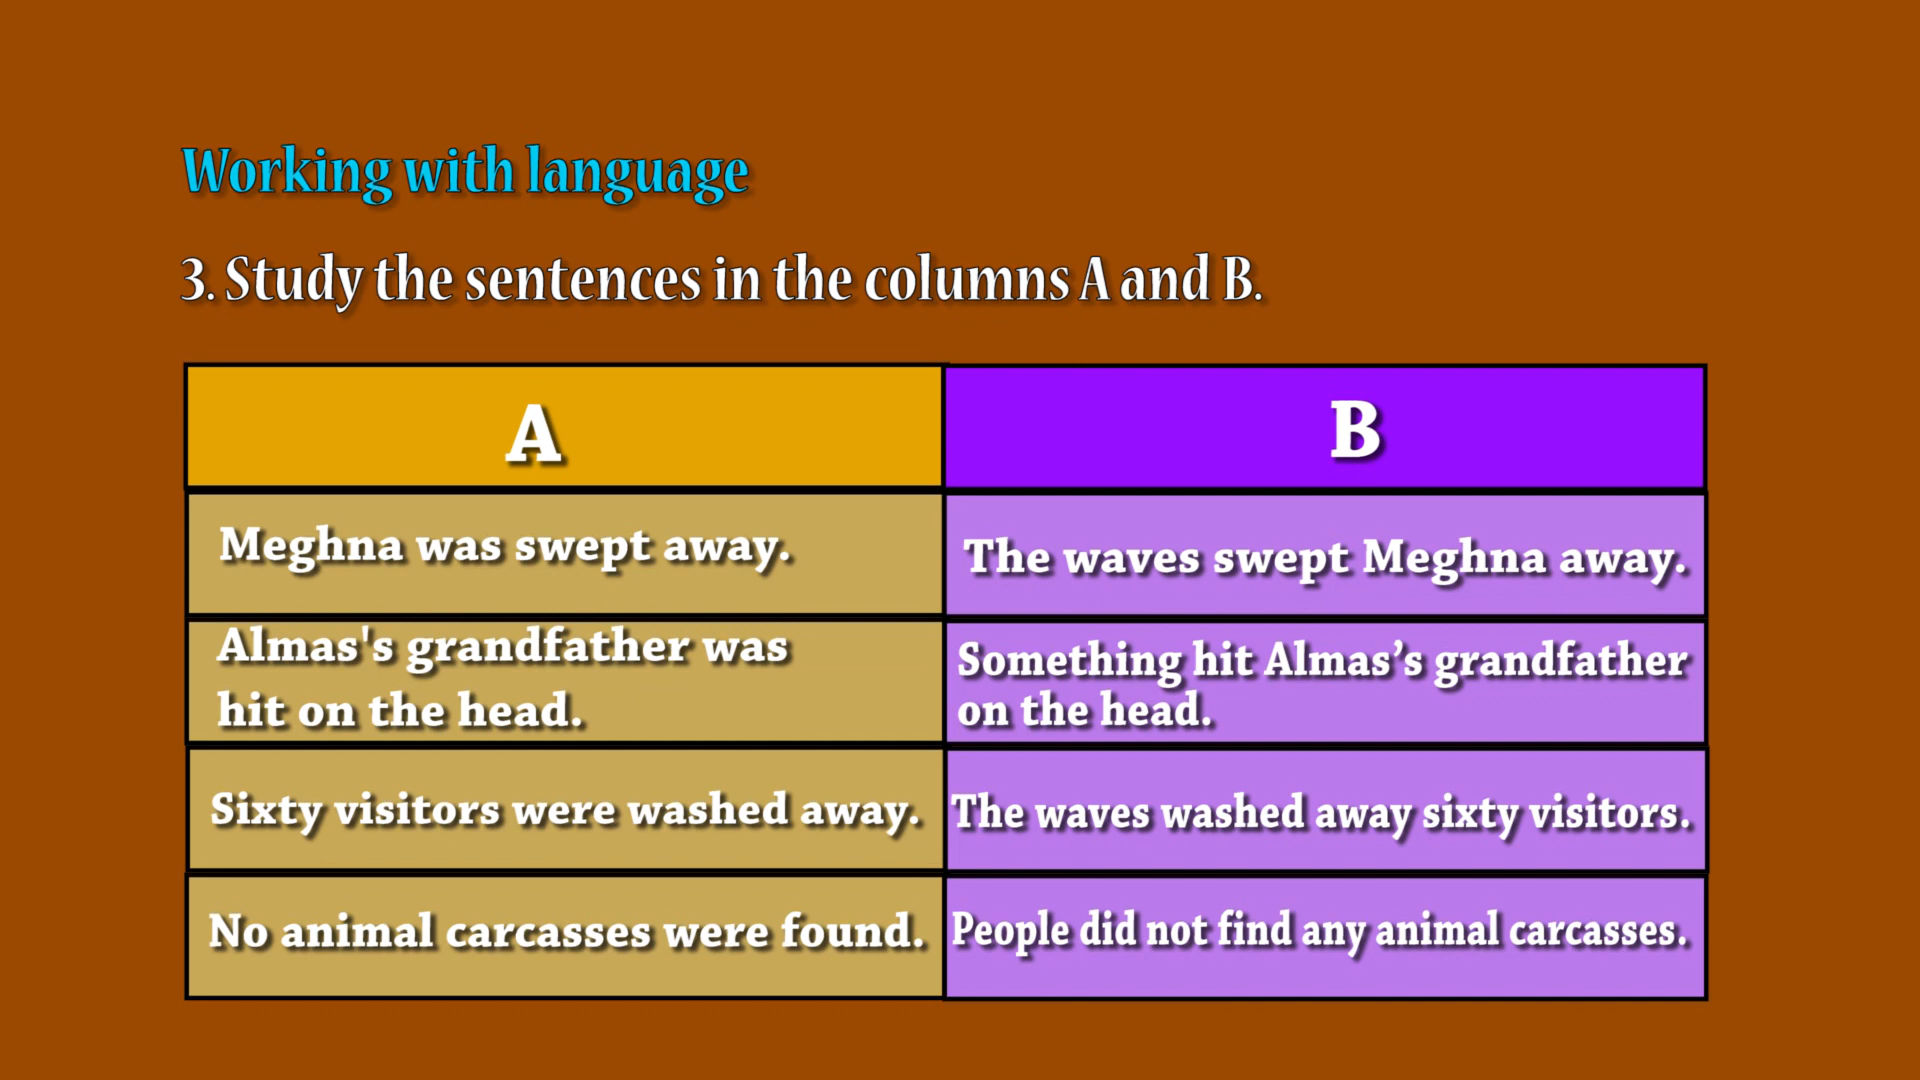 Working with language
3. Study the sentences in the columns A and B.
A
B
Meghna was swept away.
The waves swept Meghna away.
Almas's grandfather was
hit on the head.
Something hit Almas’s grandfather
on the head.
Sixty visitors were washed away.
The waves washed away sixty visitors.
No animal carcasses were found.
People did not find any animal carcasses.